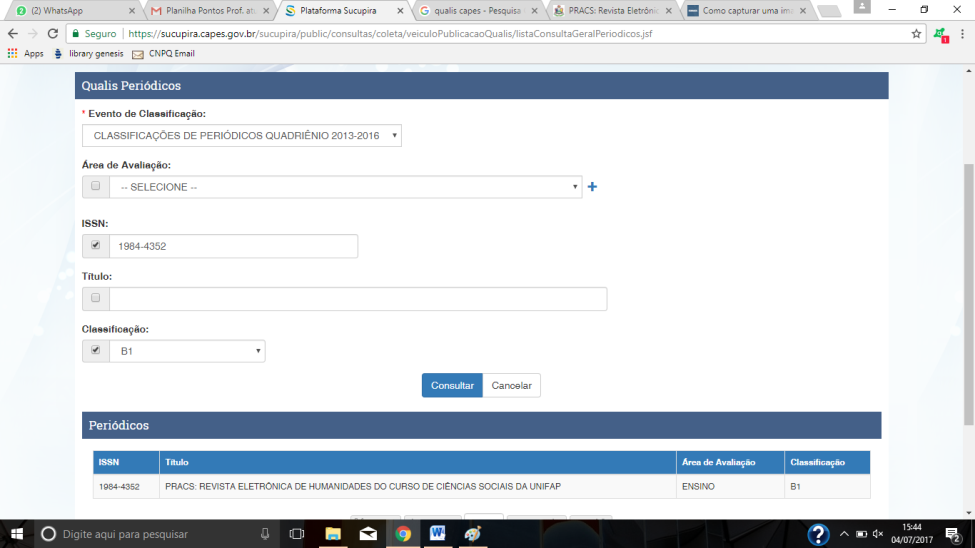 (2) WhatsApp
Planilha Pontos Prof. atu
Plataforma Sucupira
qualis capes - Pesquisa
PRACS: Revista Eletrôni
Como capturar uma ima
Seguro | https://sucupira.capes.gov.br/sucupira/public/consultas/coleta/veiculoPublicacaoQualis/listaConsultaGeralPeriodicos.jsf
Apps library genesis CNPQ Email
Qualis Periódicos
* Evento de Classificação:
CLASSIFICAÇÕES DE PERIÓDICOS QUADRIÊNIO 2013-2016
Área de Avaliação:
-- SELECIONE --
ISSN:
1984-4352
Título:
Classificação:
B1
Consultar Cancelar
Periódicos
ISSN Título Área de Avaliação Classificação
1984-4352 PRACS: REVISTA ELETRÔNICA DE HUMANIDADES DO CURSO DE CIÊNCIAS SOCIAIS DA UNIFAP ENSINO B1
Digite aqui para pesquisar
15:44
04/07/2017